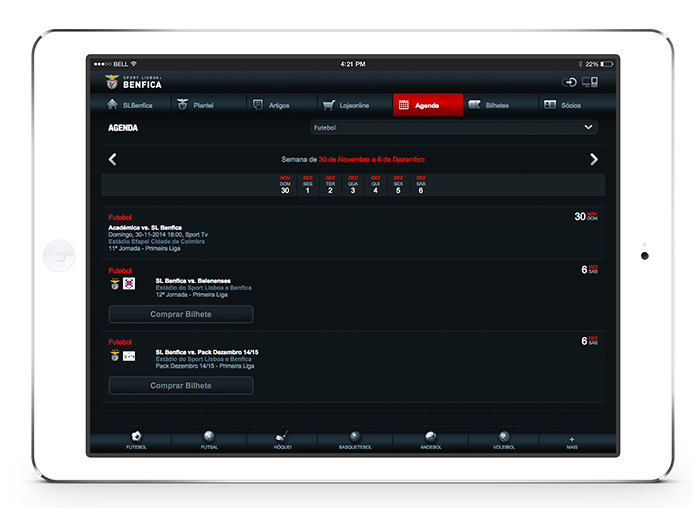 BELL
4:21 PM
22%
SPORT LISBOA e
BENFICA
SLBenfica
Plantel
Artigos
Lojaonline
Agenda
Bilhetes
Sócios
AGENDA
Futebol
Semana de 30 de Novembro a 6 de Dezembro
NOV DEZ DEZ DEZ DEZ DEZ DEZ
DOM SEG TER QUA QUI SEX SÁB
30 1 2 3 4 5 6
Futebol
30 NOV DOM
Académica vs. SL Benfica
Domingo, 30-11-2014 18:00, Sport Tv
Estádio Efapel Cidade de Coimbra
11ª Jornada - Primeira Liga
Futebol
6 DEZ SÁB
SL Benfica vs. Belenenses
Estádio do Sport Lisboa e Benfica
12ª Jornada - Primeira Liga
Comprar Bilhete
Futebol
6 DEZ SÁB
SL Benfica vs. Pack Dezembro 14/15
Estádio do Sport Lisboa e Benfica
Pack Dezembro 14/15 - Primeira Liga
Comprar Bilhete
FUTEBOL
FUTSAL
HÓQUEI
BASQUETEBOL
ANDEBOL
VOLEIBOL
+
MAIS